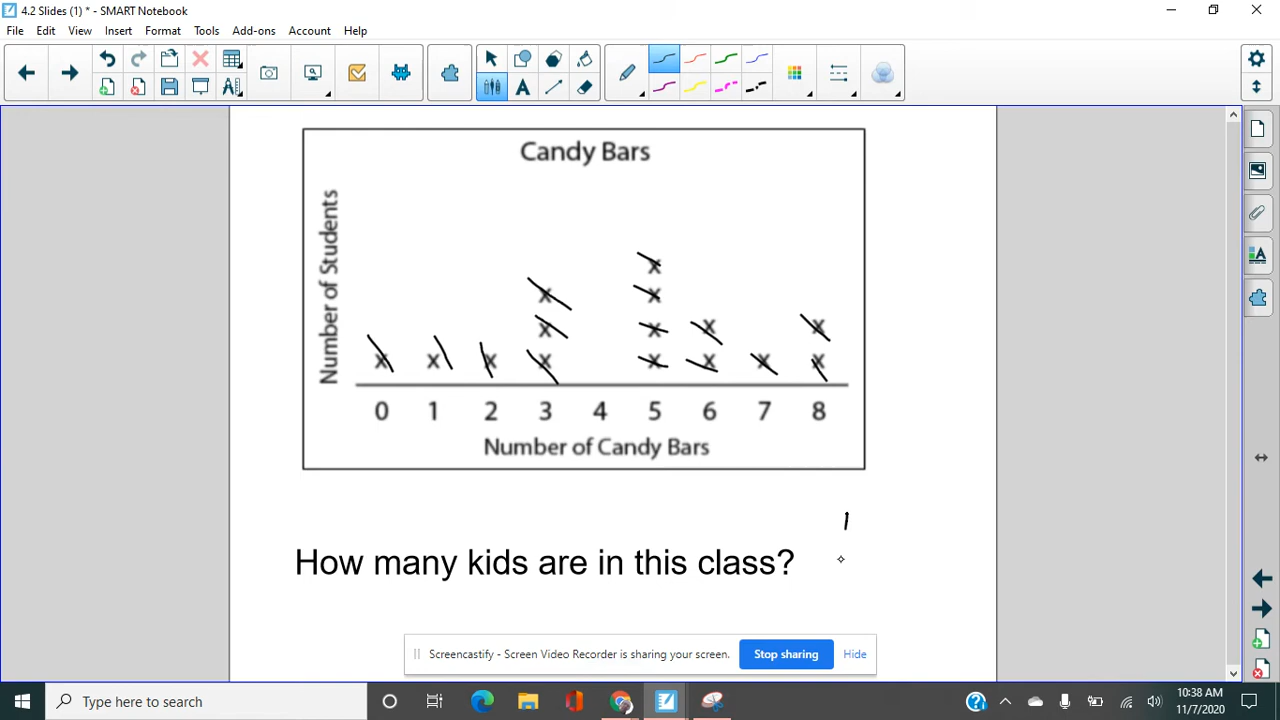 4.2 Slides (1) * - SMART Notebook
File Edit View Insert Format Tools Add-ons Account Help
Candy Bars
Number of Students
x
x x
x x x x x
x x x x x x x x
0 1 2 3 4 5 6 7 8
Number of Candy Bars
1
How many kids are in this class?
Screencastify - Screen Video Recorder is sharing your screen. Stop sharing Hide
Type here to search
10:38 AM
11/7/2020